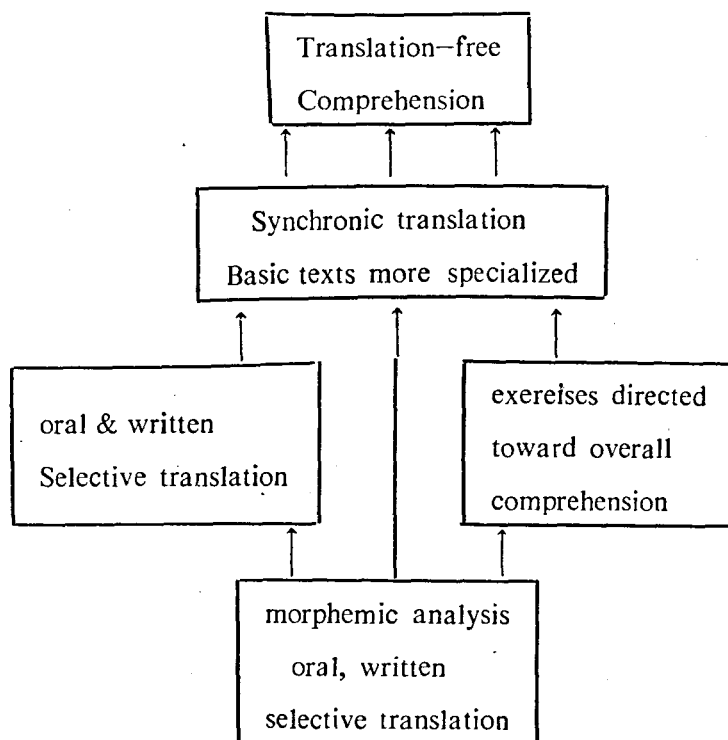 Translation–free
Comprehension
Synchronic translation
Basic texts more specialized
oral & written
Selective translation
exereises directed
toward overall
comprehension
morphemic analysis
oral, written
selective translation